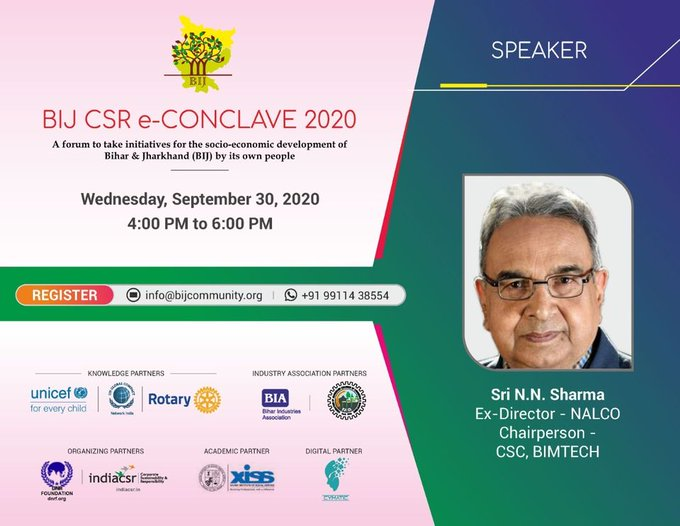 BIJ
BIJ CSR e-CONCLAVE 2020
A forum to take initiatives for the socio-economic development of
Bihar & Jharkhand (BIJ) by its own people
Wednesday, September 30, 2020
4:00 PM to 6:00 PM
REGISTER
info@bijcommunity.org
+91 99114 38554
KNOWLEDGE PARTNERS
unicef
for every child
Network India
Rotary
INDUSTRY ASSOCIATION PARTNERS
BIA
Bihar Industries
Association
ORGANIZING PARTNERS
FOUNDATION
dnrf.org
indiacsr
Corporate
Sustainability &
Responsibility
indiacsr.in
ACADEMIC PARTNER
XISS
DIGITAL PARTNER
CYMATIC
SPEAKER
Sri N.N. Sharma
Ex-Director - NALCO
Chairperson -
CSC, BIMTECH